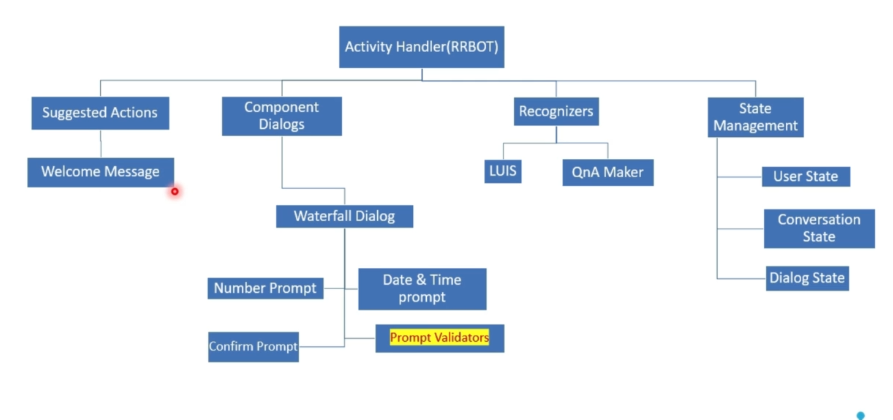 Activity Handler(RRBOT)
Suggested Actions
Component
Dialogs
Recognizers
State
Management
Welcome Message
LUIS
QnA Maker
User State
Waterfall Dialog
Conversation
State
Number Prompt
Date & Time
prompt
Dialog State
Confirm Prompt
Prompt Validators